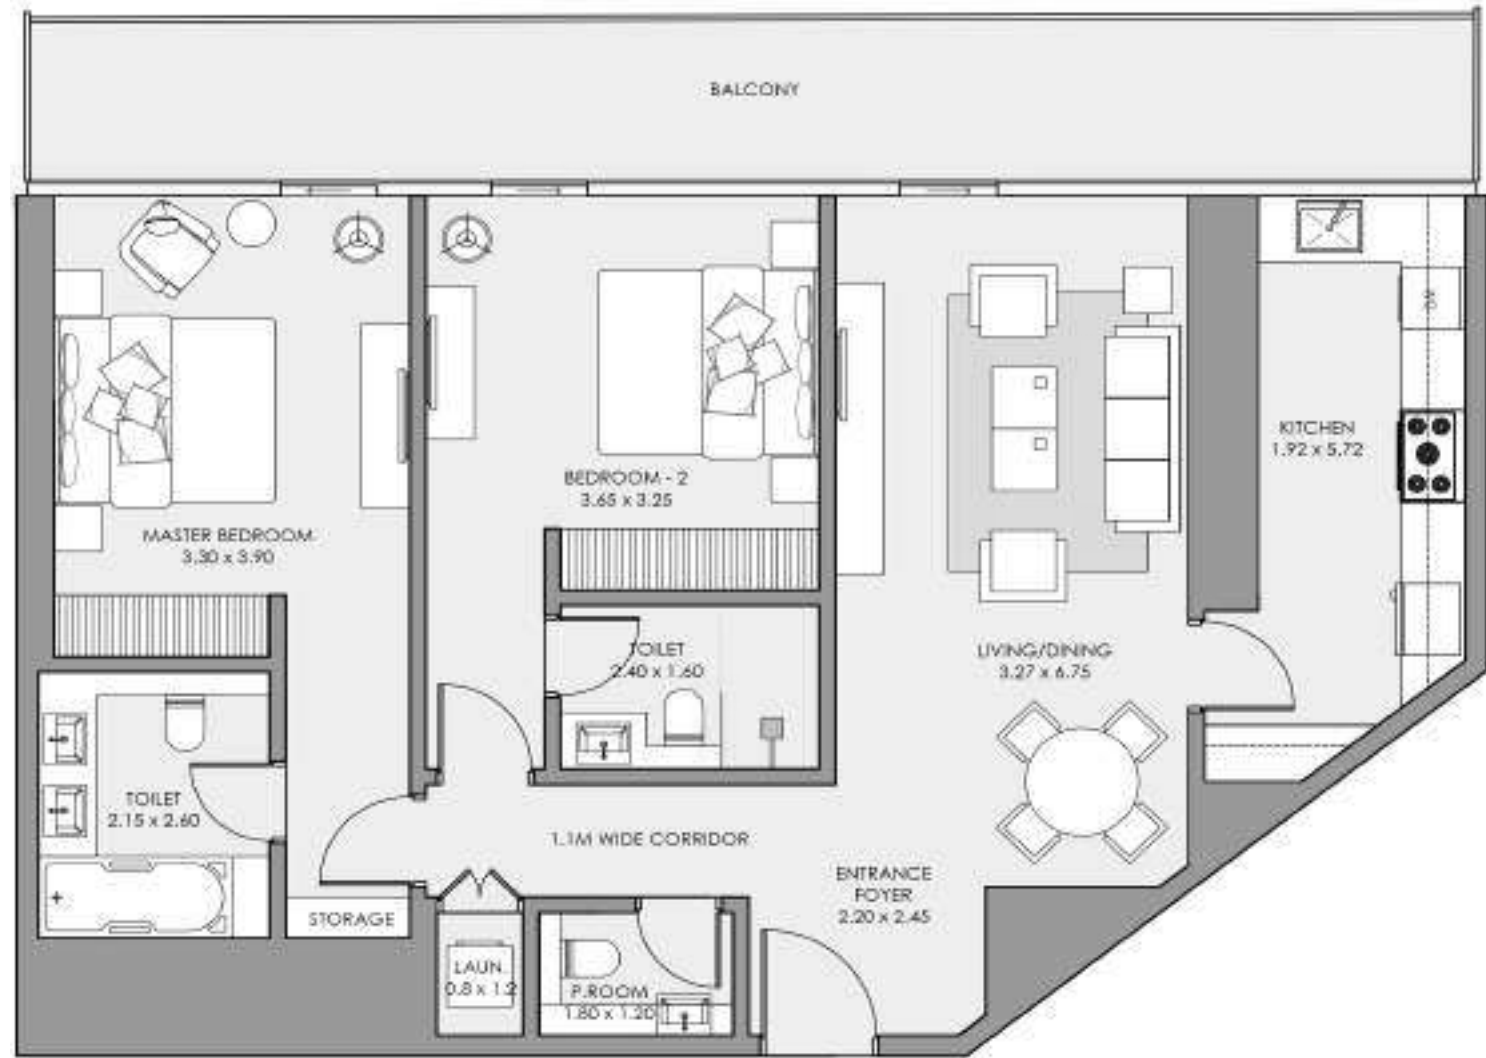 BALCONY
KITCHEN
1.92 x 5.72
BEDROOM - 2
3.65 x 3.25
MASTER BEDROOM
3.30 x 3.90
TOILET
2.40 x 1.60
LIVING/DINING
3.27 x 6.75
TOILET
2.15 x 2.60
1.1M WIDE CORRIDOR
ENTRANCE
FOYER
2.20 x 2.45
STORAGE
LAUN.
0.8 x 1.2
P.ROOM
1.80 x 1.20